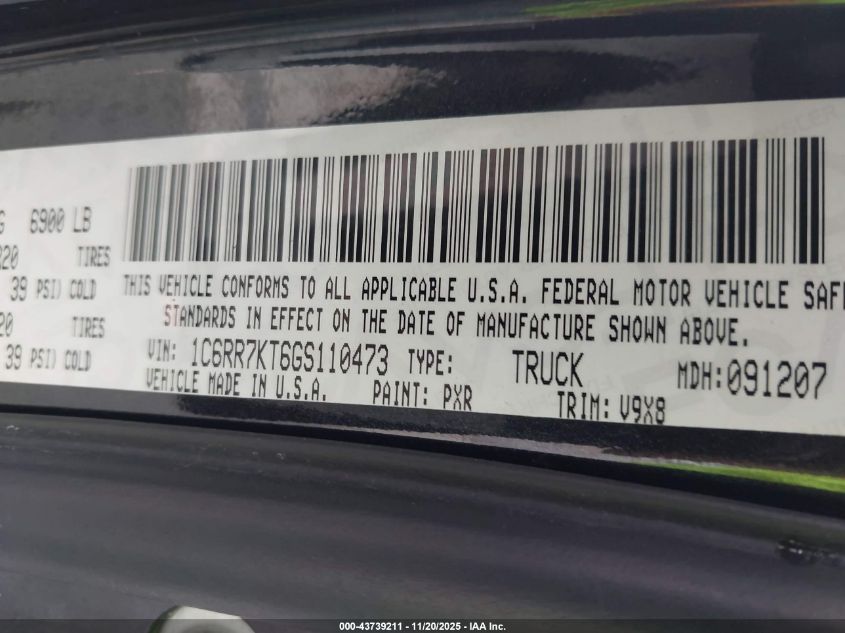 G 6900 LB
R20 TIRES
39 PSI) COLD
20 TIRES
39 PSI) COLD
THIS VEHICLE CONFORMS TO ALL APPLICABLE U.S.A. FEDERAL MOTOR VEHICLE SAFE
STANDARDS IN EFFECT ON THE DATE OF MANUFACTURE SHOWN ABOVE.
VIN: 1C6RR7KT6GS110473 TYPE: TRUCK MDH:091207
VEHICLE MADE IN U.S.A. PAINT: PXR TRIM: V9X8
000-43739211 - 11/20/2025 - IAA Inc.